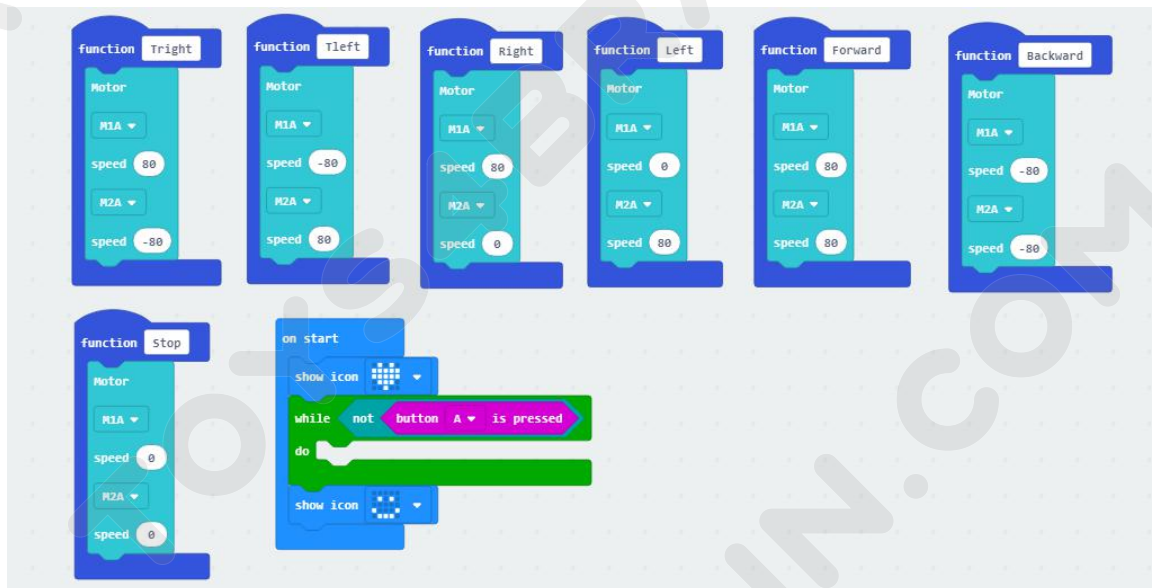 function Tright
Motor
M1A
speed 80
M2A
speed -80
function Tleft
Motor
M1A
speed -80
M2A
speed 80
function Right
Motor
M1A
speed 80
M2A
speed 0
function Left
Motor
M1A
speed 0
M2A
speed 80
function Forward
Motor
M1A
speed 80
M2A
speed 80
function Backward
Motor
M1A
speed -80
M2A
speed -80
function Stop
Motor
M1A
speed 0
M2A
speed 0
on start
show icon
while not button A is pressed
do
show icon